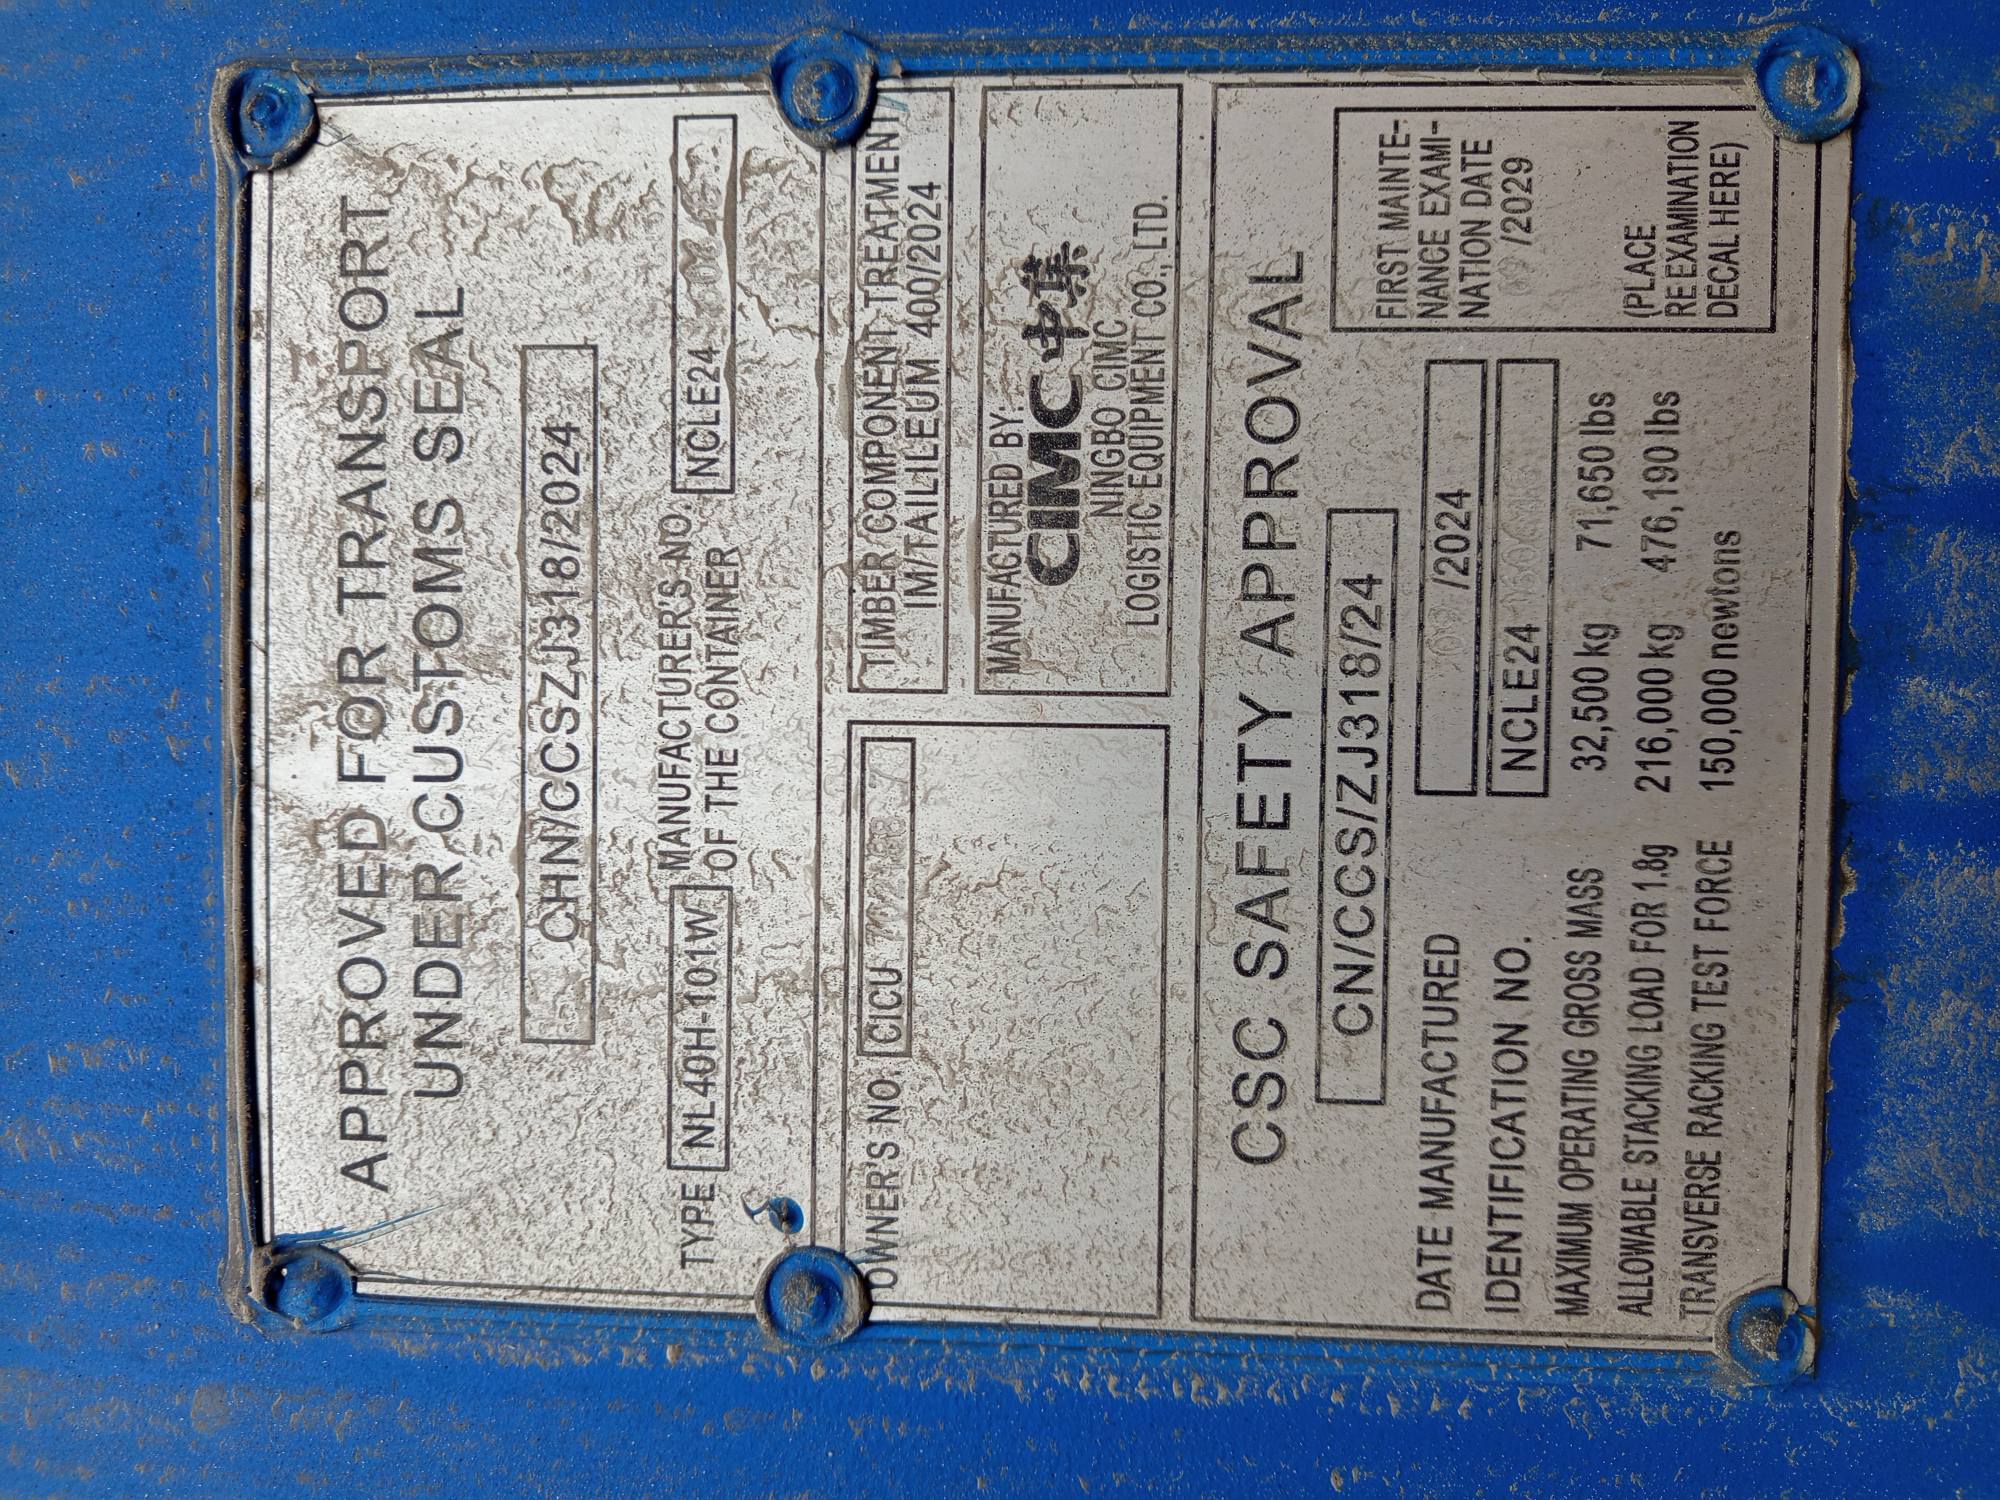 APPROVED FOR TRANSPORT
UNDER CUSTOMS SEAL
CHN/CCSZJ318/2024
TYPE NL40H-101W MANUFACTURER'S NO.
OF THE CONTAINER NCLE24
OWNER'S NO. CICU
TIMBER COMPONENT TREATMENT
IM/TAILILEUM 400/2024
MANUFACTURED BY:
CIMC 中集
NINGBO CIMC
LOGISTIC EQUIPMENT CO., LTD.
CSC SAFETY APPROVAL
CN/CCS/ZJ318/24
DATE MANUFACTURED /2024
IDENTIFICATION NO. NCLE24
MAXIMUM OPERATING GROSS MASS 32,500 kg 71,650 lbs
ALLOWABLE STACKING LOAD FOR 1.8g 216,000 kg 476,190 lbs
TRANSVERSE RACKING TEST FORCE 150,000 newtons
FIRST MAINTE-
NANCE EXAMI-
NATION DATE
/2029
(PLACE
RE EXAMINATION
DECAL HERE)